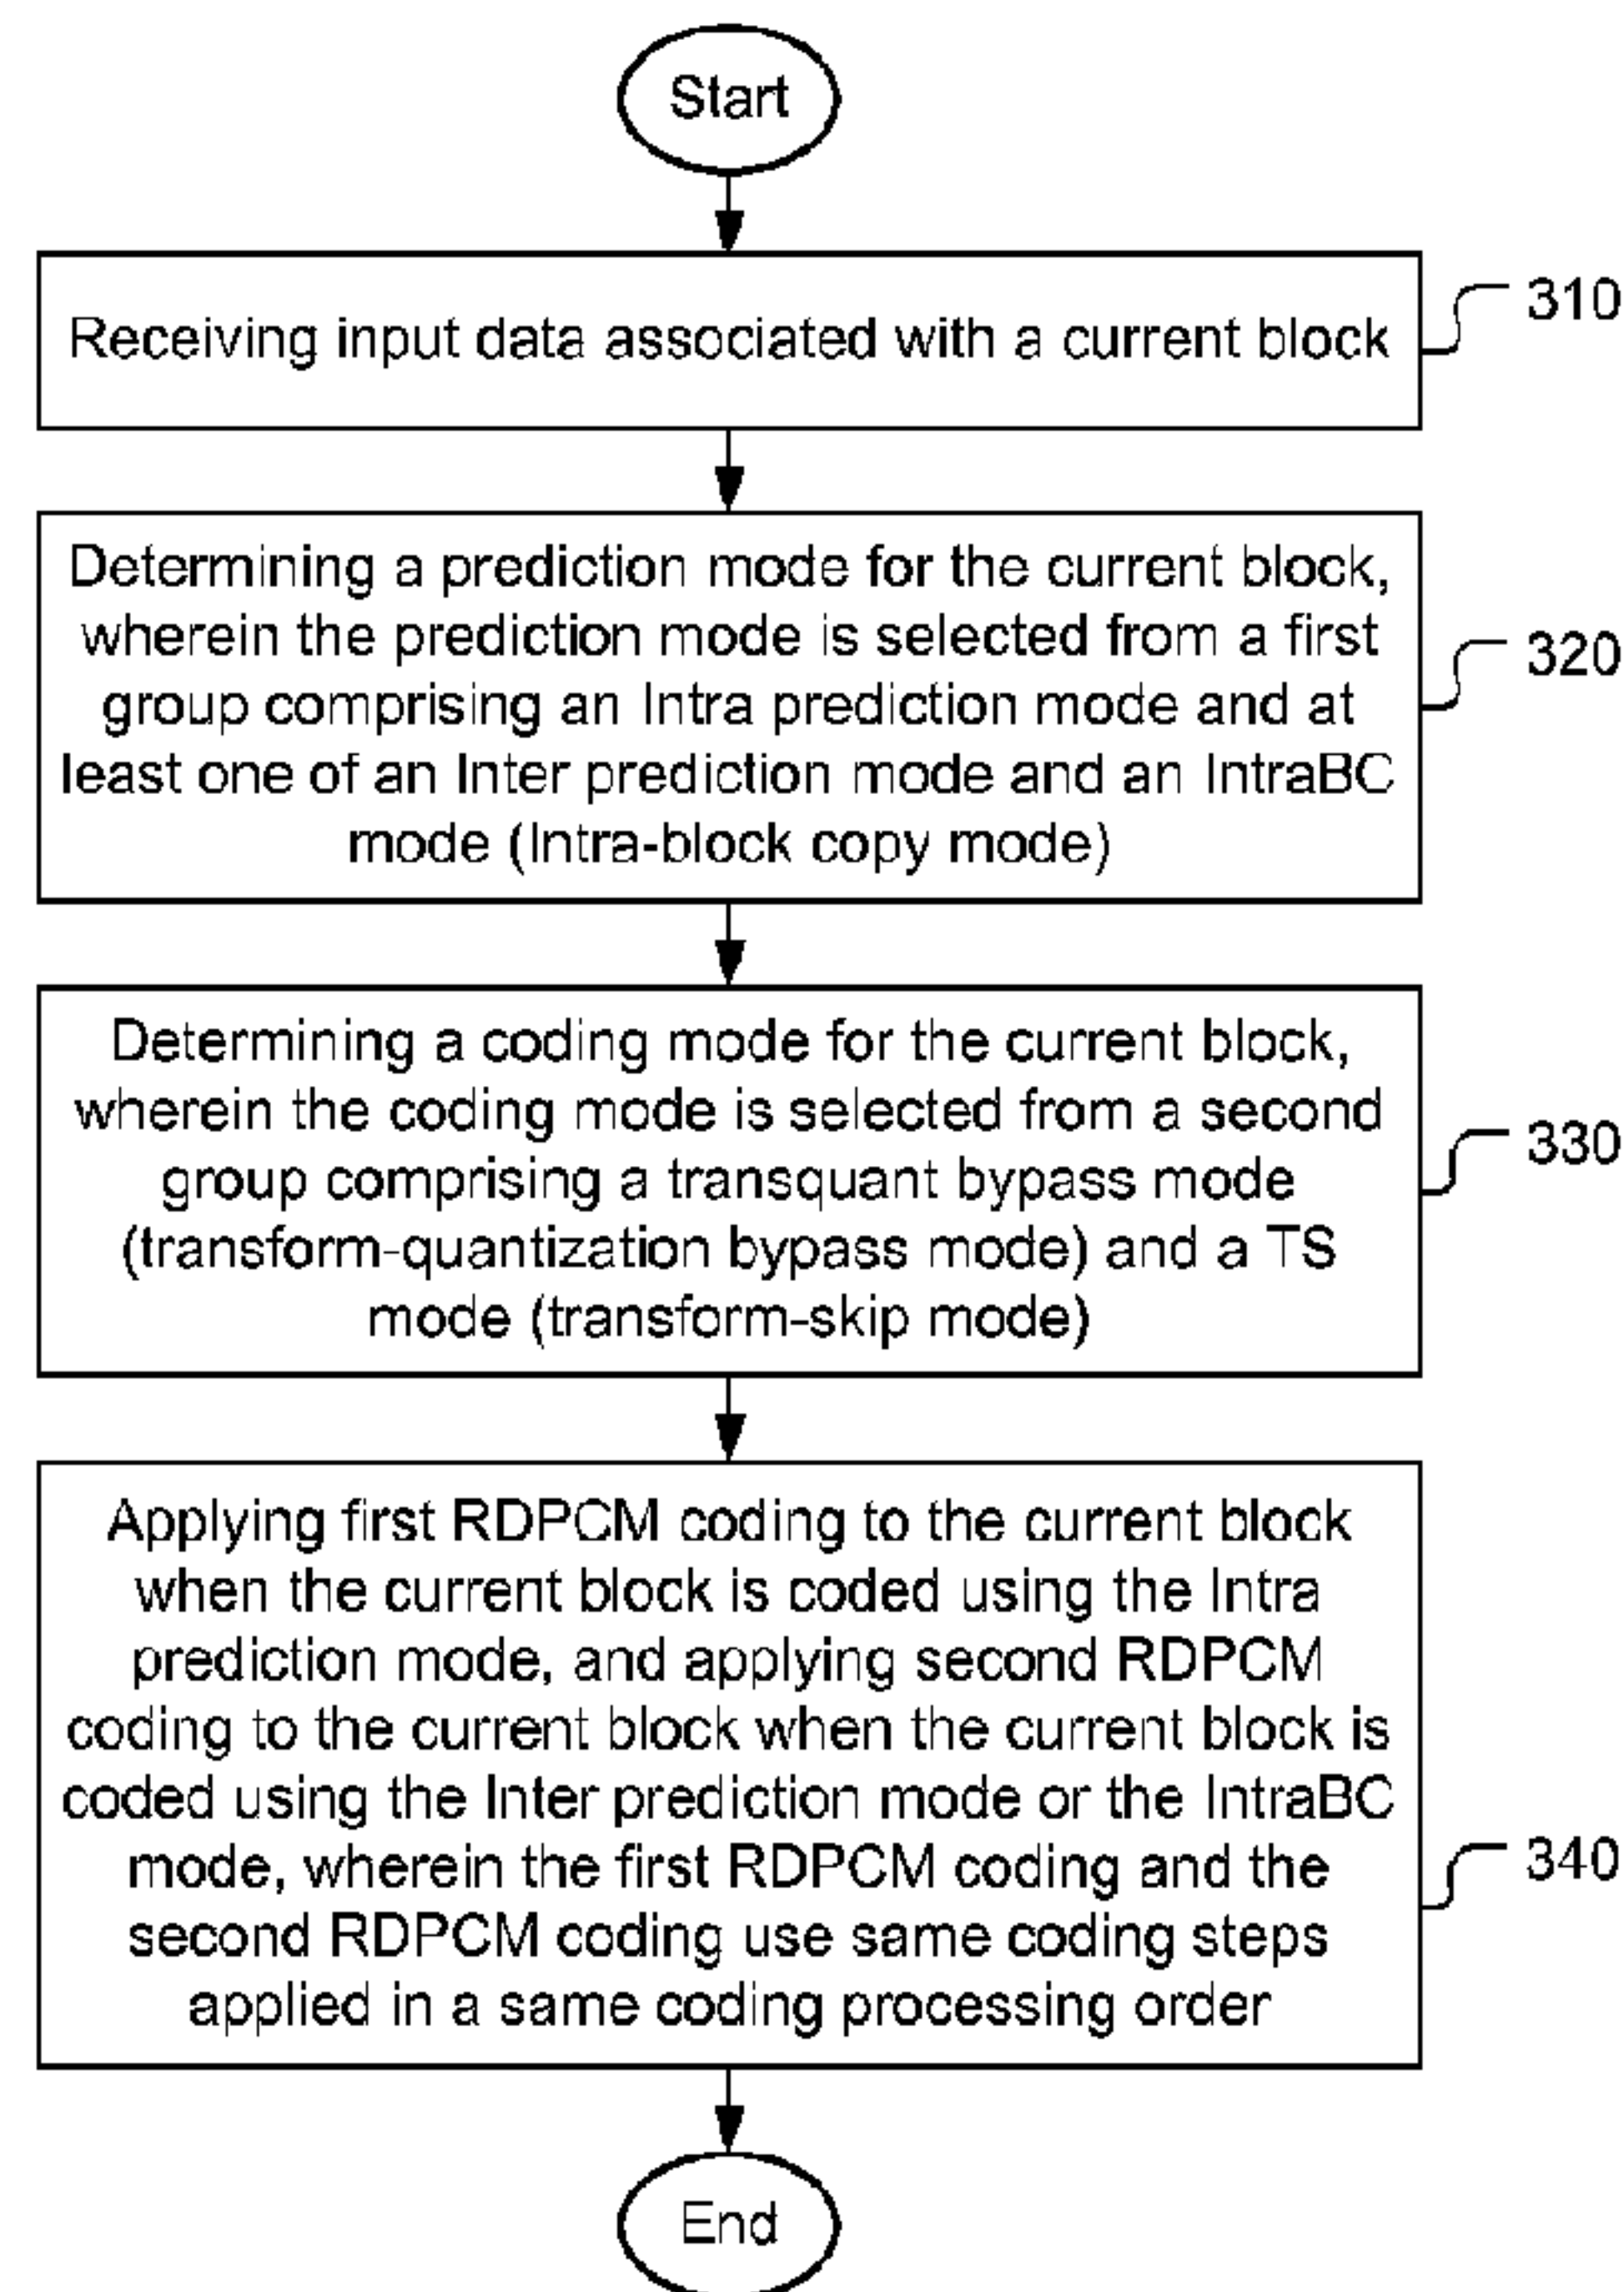 Start
Receiving input data associated with a current block
310
Determining a prediction mode for the current block,
wherein the prediction mode is selected from a first
group comprising an Intra prediction mode and at
least one of an Inter prediction mode and an IntraBC
mode (Intra-block copy mode)
320
Determining a coding mode for the current block,
wherein the coding mode is selected from a second
group comprising a transquant bypass mode
(transform-quantization bypass mode) and a TS
mode (transform-skip mode)
330
Applying first RDPCM coding to the current block
when the current block is coded using the Intra
prediction mode, and applying second RDPCM
coding to the current block when the current block is
coded using the Inter prediction mode or the IntraBC
mode, wherein the first RDPCM coding and the
second RDPCM coding use same coding steps
applied in a same coding processing order
340
End